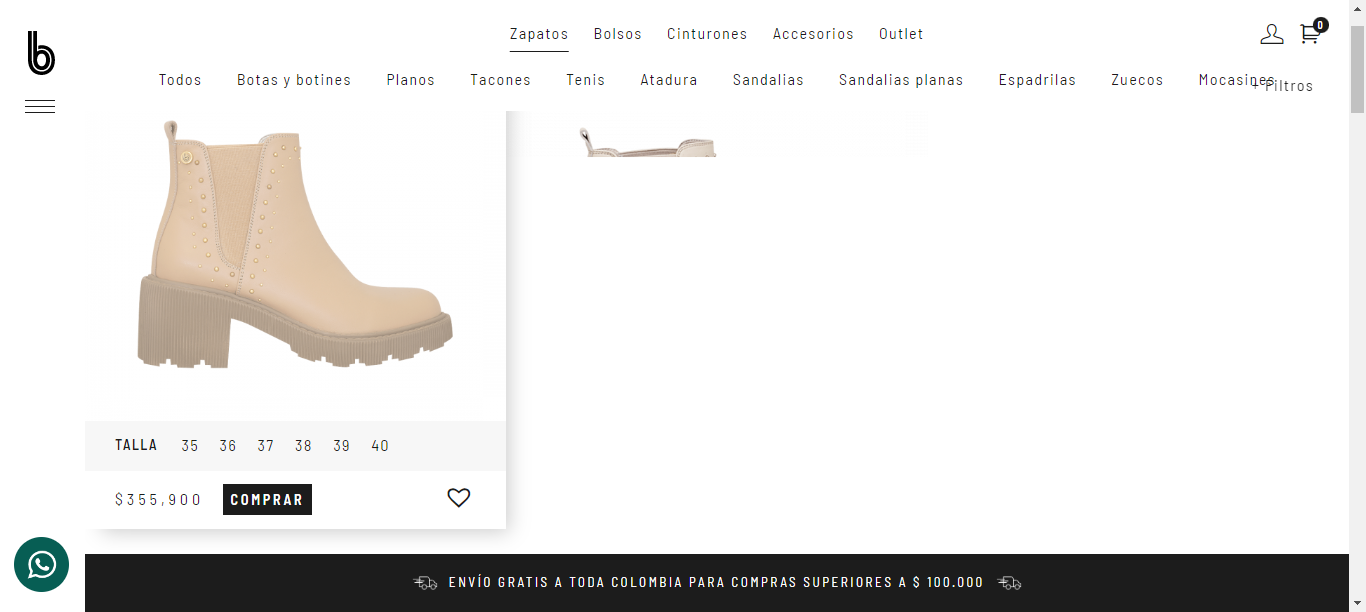 b
Zapatos Bolsos Cinturones Accesorios Outlet
0
Todos Botas y botines Planos Tacones Tenis Atadura Sandalias Sandalias planas Espadrilas Zuecos Mocasines
+ Filtros
TALLA 35 36 37 38 39 40
$355,900 COMPRAR
ENVÍO GRATIS A TODA COLOMBIA PARA COMPRAS SUPERIORES A $ 100.000